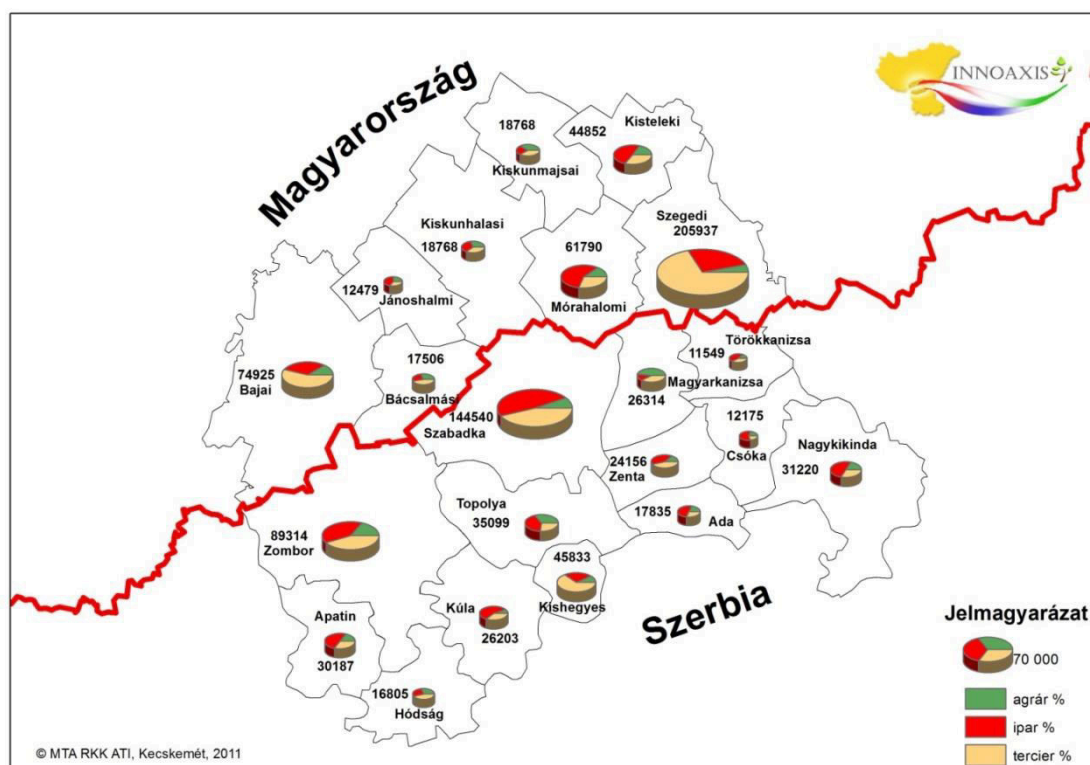 INNOAXIS
Magyarország
18768
Kiskunmajsai
44852
Kisteleki
Kiskunhalasi
18768
61790
Mórahalomi
Szegedi
205937
12479
Jánoshalmi
74925
Bajai
17506
Bácsalmási
144540
Szabadka
Törökkanizsa
11549
Magyarkanizsa
26314
12175
Csóka
Nagykikinda
31220
24156
Zenta
17835
Ada
Topolya
35099
89314
Zombor
45833
Kishegyes
Szerbia
Apatin
30187
Kúla
26203
16805
Hódság
Jelmagyarázat
70 000
agrár %
ipar %
tercier %
© MTA RKK ATI, Kecskemét, 2011